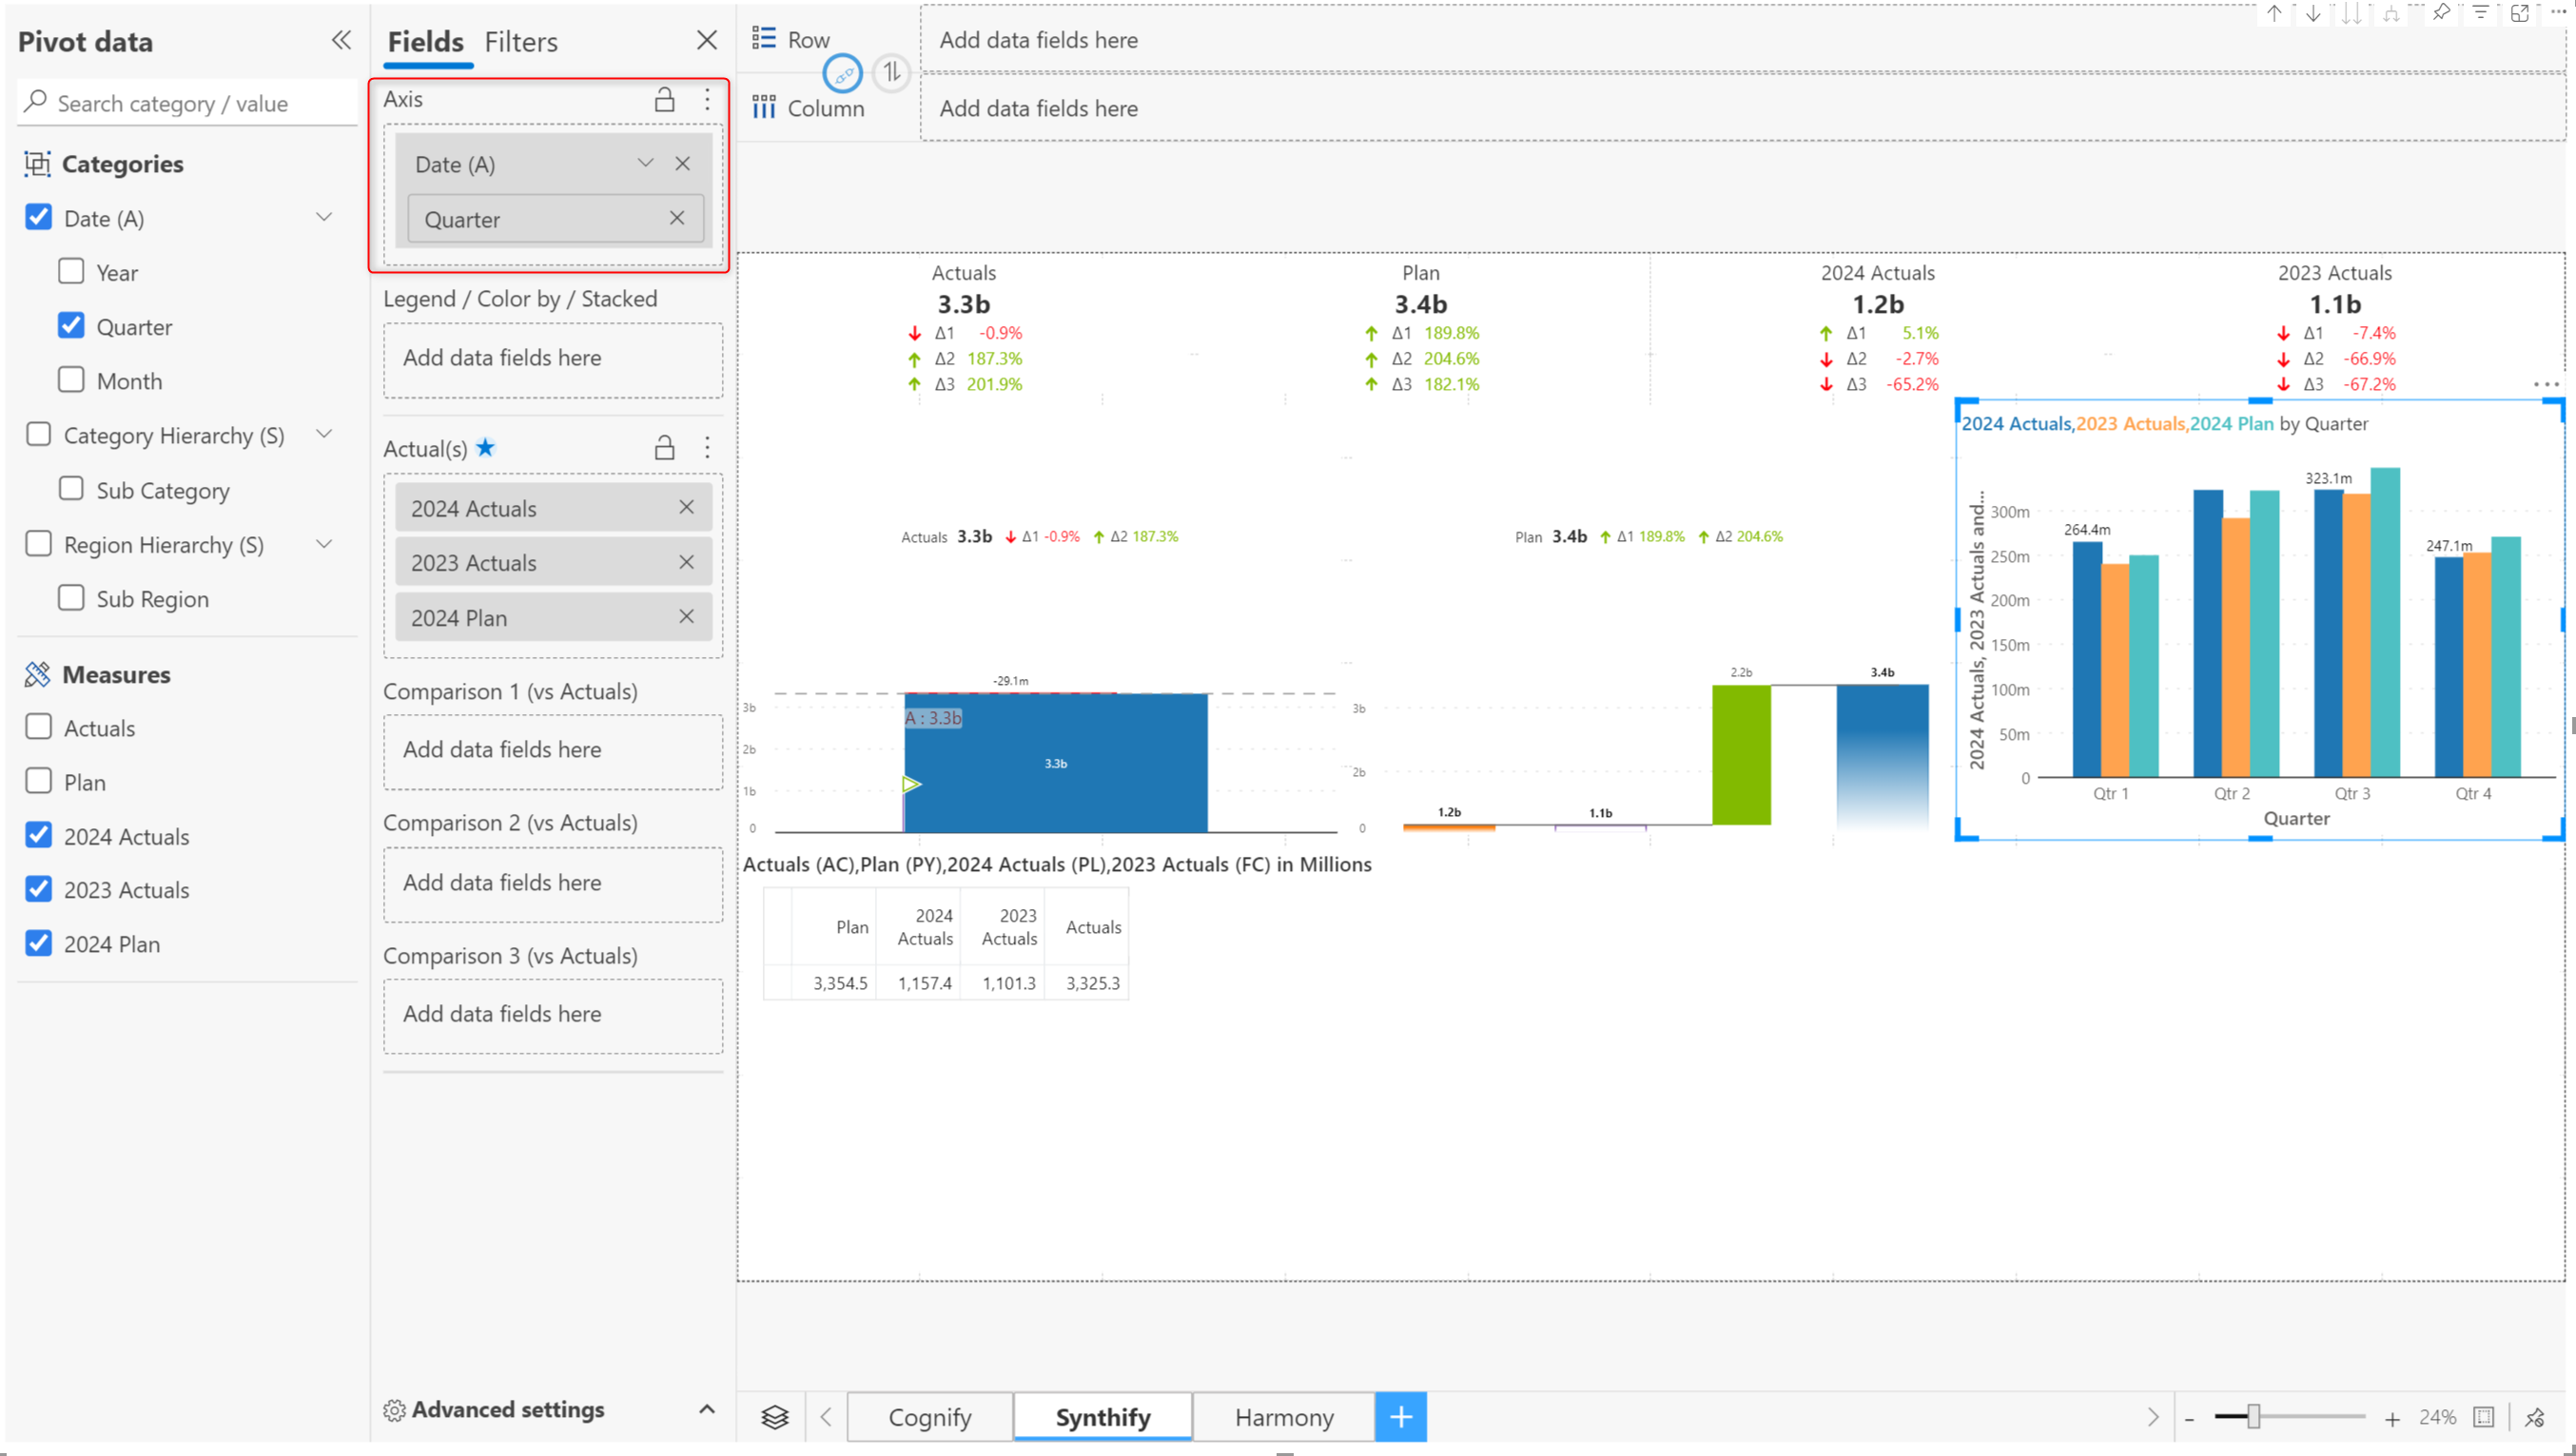 Pivot data
Search category / value
Categories
Date (A)
Year
Quarter
Month
Category Hierarchy (S)
Sub Category
Region Hierarchy (S)
Sub Region
Measures
Actuals
Plan
2024 Actuals
2023 Actuals
2024 Plan
Fields Filters
Axis
Date (A)
Quarter
Legend / Color by / Stacked
Add data fields here
Actual(s)
2024 Actuals
2023 Actuals
2024 Plan
Comparison 1 (vs Actuals)
Add data fields here
Comparison 2 (vs Actuals)
Add data fields here
Comparison 3 (vs Actuals)
Add data fields here
Advanced settings
Row Add data fields here
Column Add data fields here
Actuals
3.3b
Δ1 -0.9%
Δ2 187.3%
Δ3 201.9%
Plan
3.4b
Δ1 189.8%
Δ2 204.6%
Δ3 182.1%
2024 Actuals
1.2b
Δ1 5.1%
Δ2 -2.7%
Δ3 -65.2%
2023 Actuals
1.1b
Δ1 -7.4%
Δ2 -66.9%
Δ3 -67.2%
Actuals 3.3b Δ1 -0.9% Δ2 187.3%
Plan 3.4b Δ1 189.8% Δ2 204.6%
2024 Actuals,2023 Actuals,2024 Plan by Quarter
2024 Actuals, 2023 Actuals and...
300m
250m
200m
150m
100m
50m
0
264.4m
323.1m
247.1m
Qtr 1 Qtr 2 Qtr 3 Qtr 4
Quarter
-29.1m
3b
2b
1b
0
A : 3.3b
3.3b
3b
2b
0
1.2b
1.1b
2.2b
3.4b
Actuals (AC),Plan (PY),2024 Actuals (PL),2023 Actuals (FC) in Millions
Plan 2024 Actuals 2023 Actuals Actuals
3,354.5 1,157.4 1,101.3 3,325.3
Cognify Synthify Harmony + - + 24%